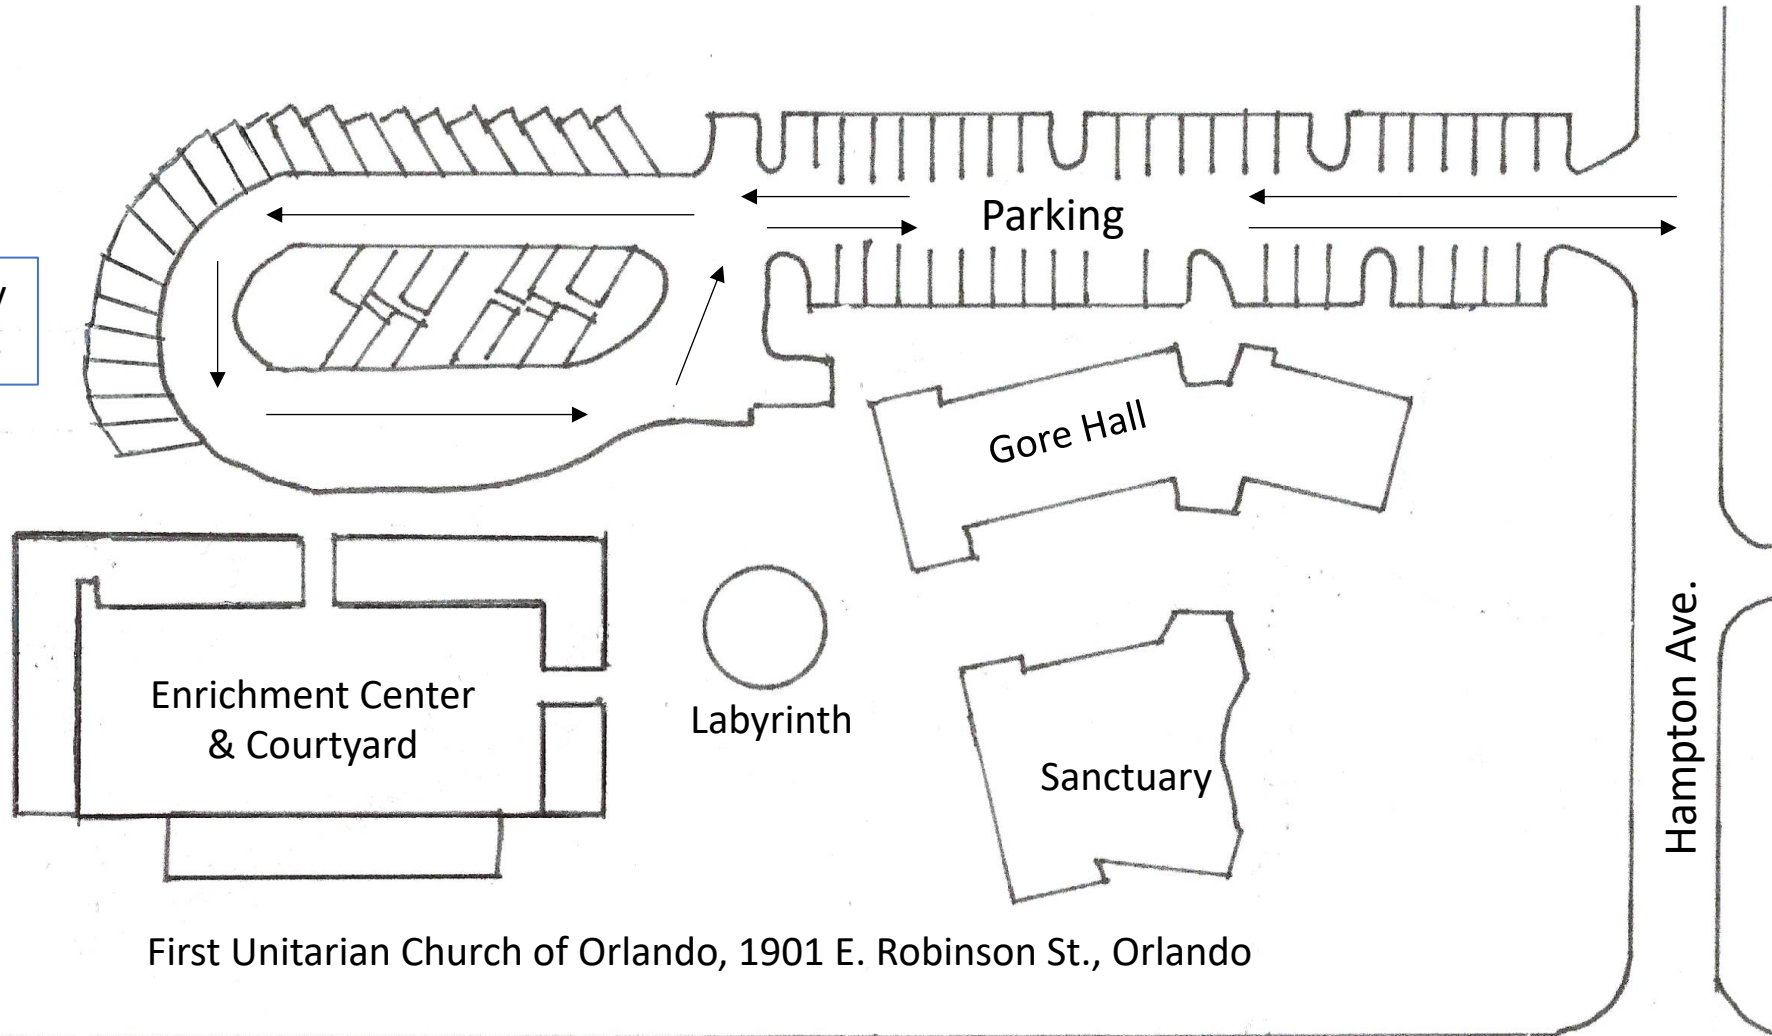 Parking
Gore Hall
Enrichment Center
& Courtyard
Labyrinth
Sanctuary
Hampton Ave.
First Unitarian Church of Orlando, 1901 E. Robinson St., Orlando